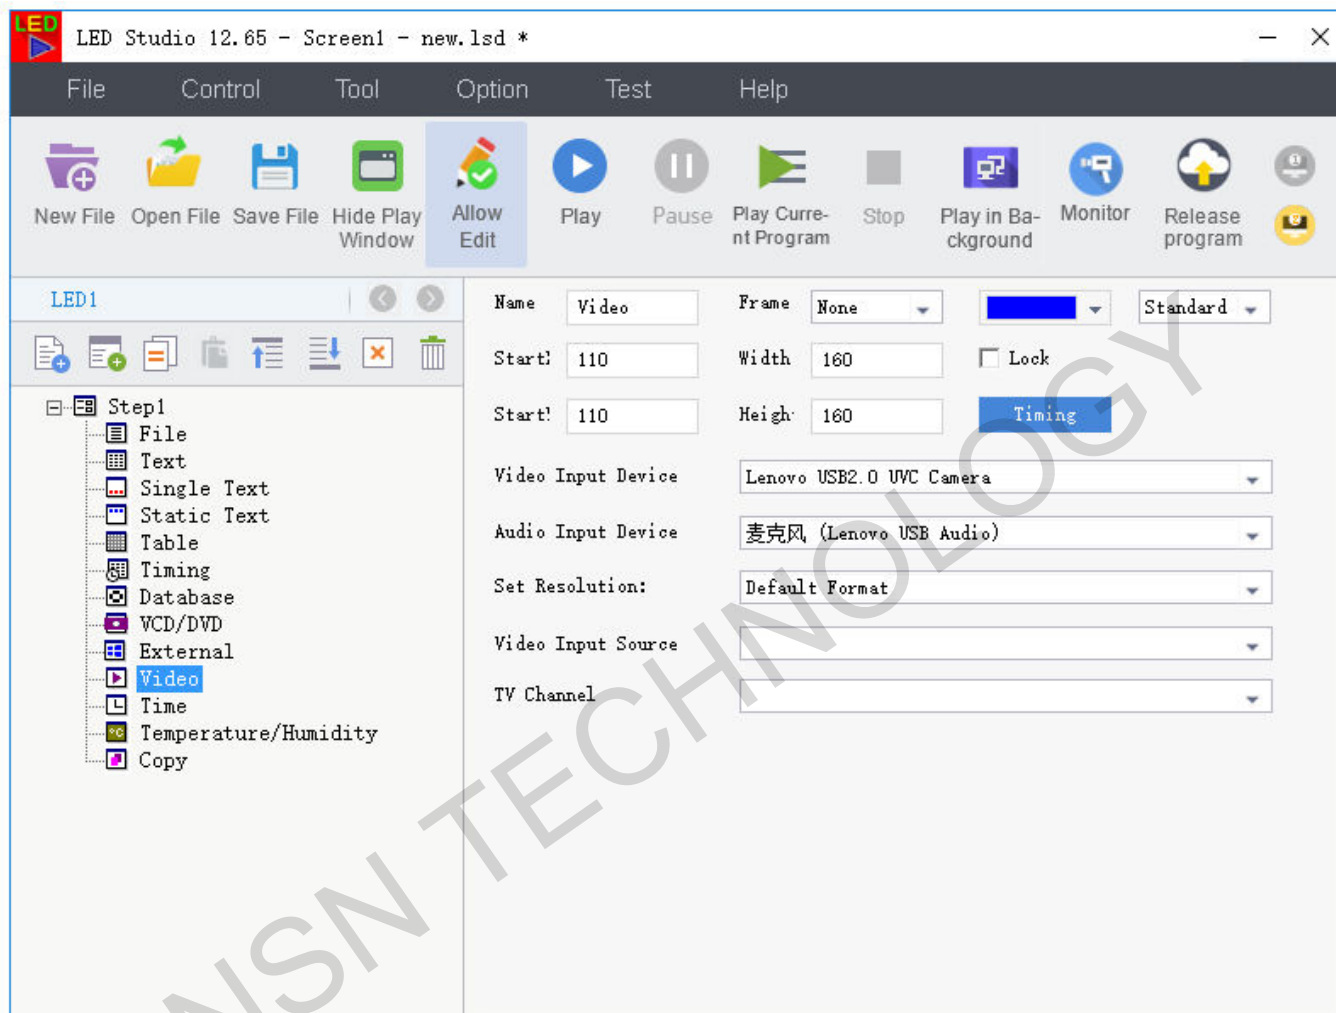 LED
LED Studio 12.65 - Screen1 - new.lsd *
File Control Tool Option Test Help
New File Open File Save File Hide Play Window Allow Edit Play Pause Play Curre-nt Program Stop Play in Ba-ckground Monitor Release program
LED1
Step1
File
Text
Single Text
Static Text
Table
Timing
Database
VCD/DVD
External
Video
Time
Temperature/Humidity
Copy
Name Video Frame None Standard
Start 110 Width 160 Lock
Start 110 Heigh 160 Timing
Video Input Device Lenovo USB2.0 UVC Camera
Audio Input Device 麦克风 (Lenovo USB Audio)
Set Resolution: Default Format
Video Input Source
TV Channel
NSN TECHNOLOGY